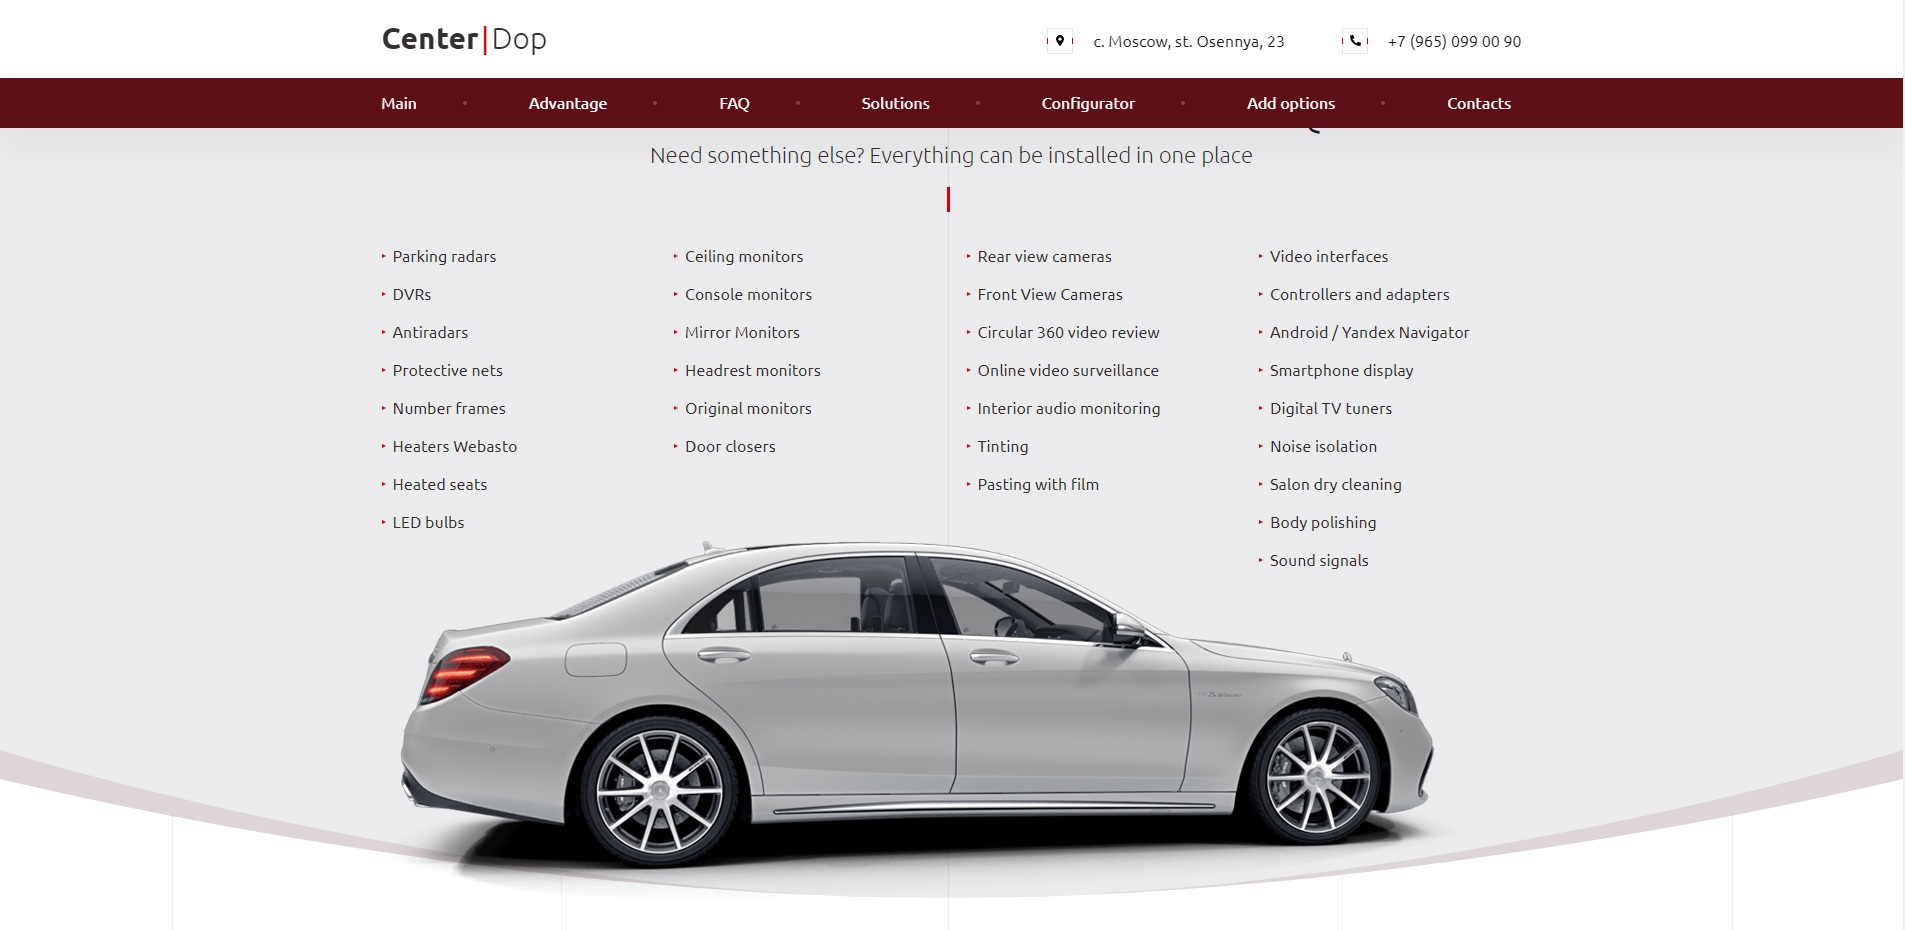 Center|Dop
c. Moscow, st. Osennya, 23
+7 (965) 099 00 90
Main
Advantage
FAQ
Solutions
Configurator
Add options
Contacts
Need something else? Everything can be installed in one place
Parking radars
DVRs
Antiradars
Protective nets
Number frames
Heaters Webasto
Heated seats
LED bulbs
Ceiling monitors
Console monitors
Mirror Monitors
Headrest monitors
Original monitors
Door closers
Rear view cameras
Front View Cameras
Circular 360 video review
Online video surveillance
Interior audio monitoring
Tinting
Pasting with film
Video interfaces
Controllers and adapters
Android / Yandex Navigator
Smartphone display
Digital TV tuners
Noise isolation
Salon dry cleaning
Body polishing
Sound signals